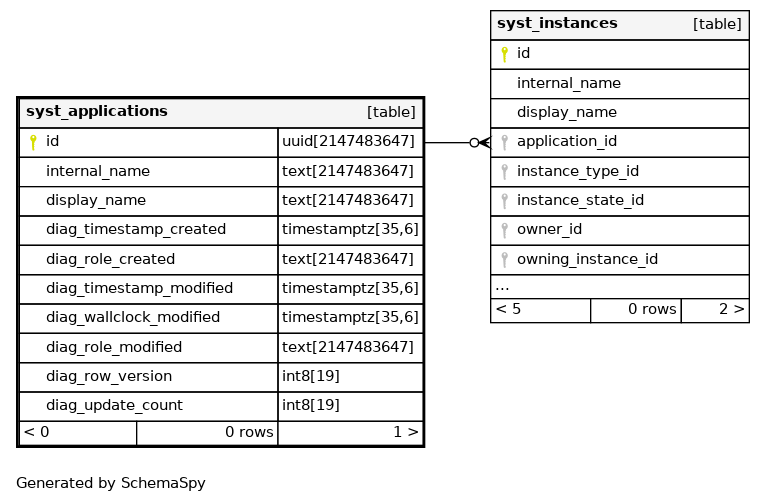 syst_applications [table]
id uuid[2147483647]
internal_name text[2147483647]
display_name text[2147483647]
diag_timestamp_created timestamptz[35,6]
diag_role_created text[2147483647]
diag_timestamp_modified timestamptz[35,6]
diag_wallclock_modified timestamptz[35,6]
diag_role_modified text[2147483647]
diag_row_version int8[19]
diag_update_count int8[19]
< 0 0 rows 1 >
syst_instances [table]
id
internal_name
display_name
application_id
instance_type_id
instance_state_id
owner_id
owning_instance_id
...
< 5 0 rows 2 >
Generated by SchemaSpy